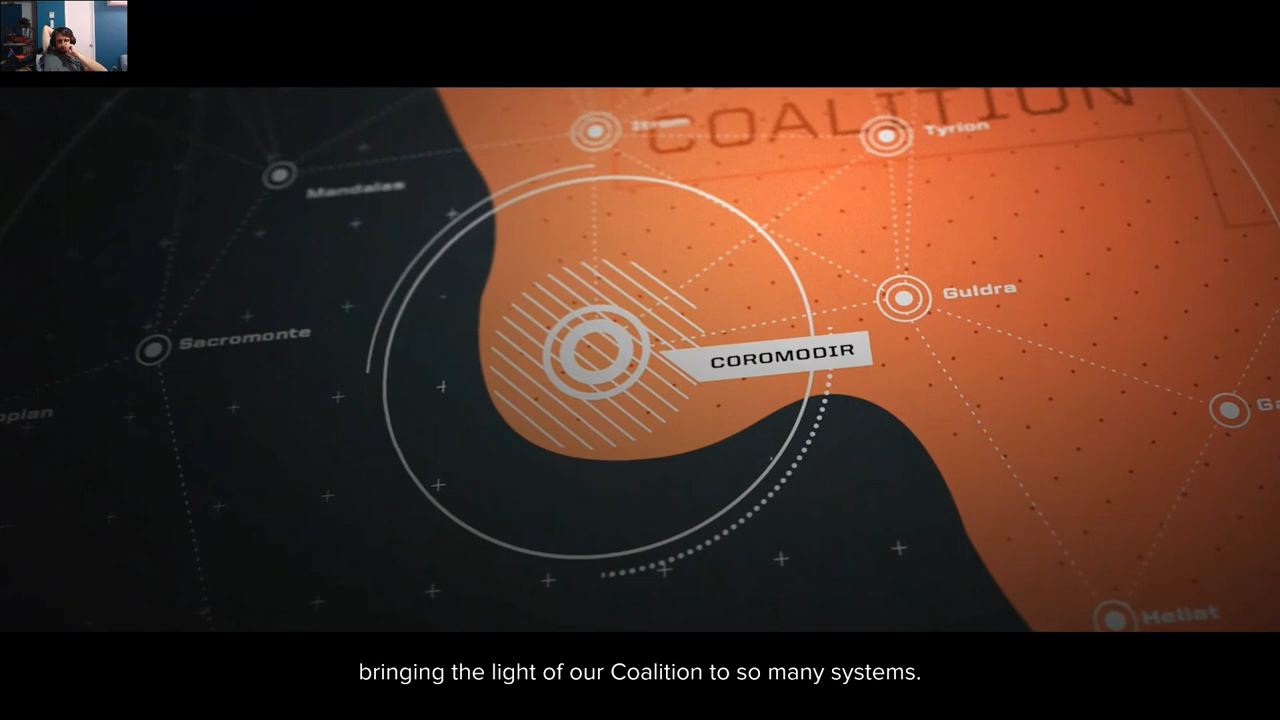 COALITION
Tyrion
Mandalas
Guldra
Sacromonte
COROMODIR
Heliat
bringing the light of our Coalition to so many systems.